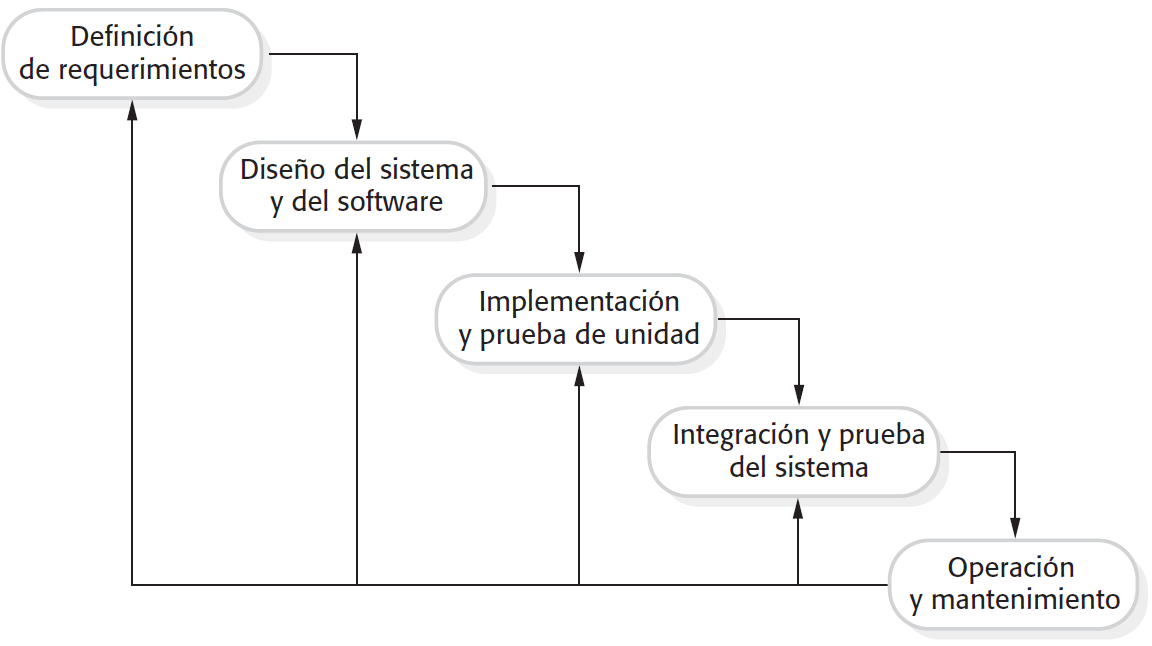 Definición
de requerimientos
Diseño del sistema
y del software
Implementación
y prueba de unidad
Integración y prueba
del sistema
Operación
y mantenimiento